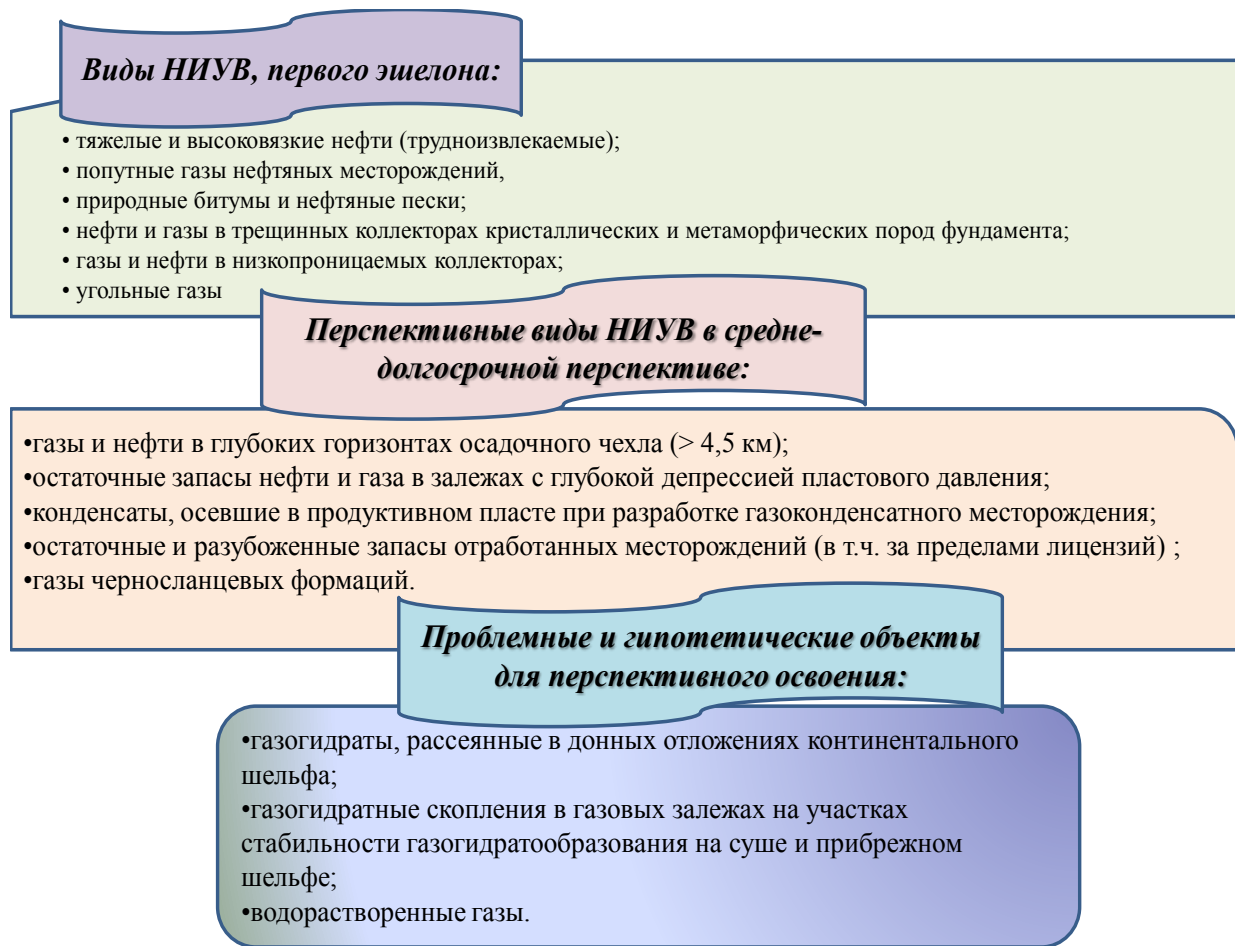 Виды НИУВ, первого эшелона:
• тяжелые и высоковязкие нефти (трудноизвлекаемые);
• попутные газы нефтяных месторождений,
• природные битумы и нефтяные пески;
• нефти и газы в трещинных коллекторах кристаллических и метаморфических пород фундамента;
• газы и нефти в низкопроницаемых коллекторах;
• угольные газы
Перспективные виды НИУВ в средне-
долгосрочной перспективе:
•газы и нефти в глубоких горизонтах осадочного чехла (> 4,5 км);
•остаточные запасы нефти и газа в залежах с глубокой депрессией пластового давления;
•конденсаты, осевшие в продуктивном пласте при разработке газоконденсатного месторождения;
•остаточные и разубоженные запасы отработанных месторождений (в т.ч. за пределами лицензий) ;
•газы черносланцевых формаций.
Проблемные и гипотетические объекты
для перспективного освоения:
•газогидраты, рассеянные в донных отложениях континентального
шельфа;
•газогидратные скопления в газовых залежах на участках
стабильности газогидратообразования на суше и прибрежном
шельфе;
•водорастворенные газы.